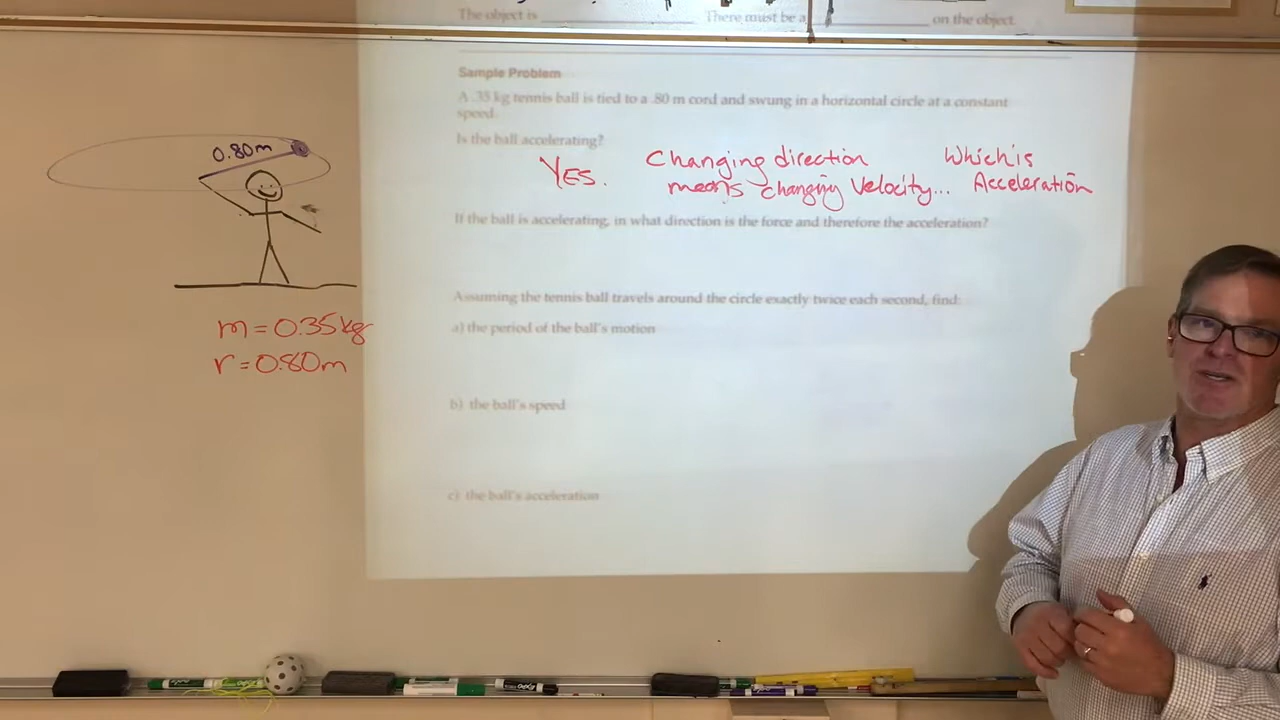 The object is ____________. There must be a ____________ on the object.
Sample Problem
A .35 kg tennis ball is tied to a .80 m cord and swung in a horizontal circle at a constant
speed.
Is the ball accelerating?
YES.
Changing direction
means changing velocity...
Which is
Acceleration
0.80m
If the ball is accelerating, in what direction is the force and therefore the acceleration?
Assuming the tennis ball travels around the circle exactly twice each second, find:
a) the period of the ball's motion
m = 0.35kg
r = 0.80m
b) the ball's speed
c) the ball's acceleration
EXPO